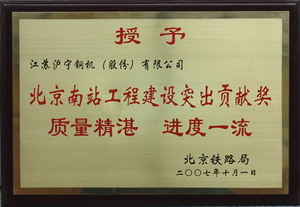 授予
江苏沪宁钢机（股份）有限公司
北京南站工程建设突出贡献奖
质量精湛 进度一流
北京铁路局
二〇〇七年十月一日